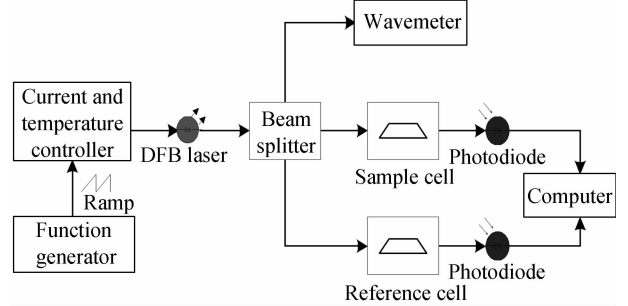 Wavemeter
Current and
temperature
controller
DFB laser
Beam
splitter
Sample cell
Photodiode
Computer
Ramp
Function
generator
Reference cell
Photodiode